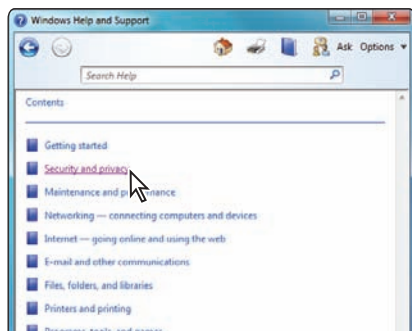 Windows Help and Support
Ask Options
Search Help
Contents
Getting started
Security and privacy
Maintenance and p
Networking — connecting computers and devices
Internet — going online and using the web
E-mail and other communications
Files, folders, and libraries
Printers and printing